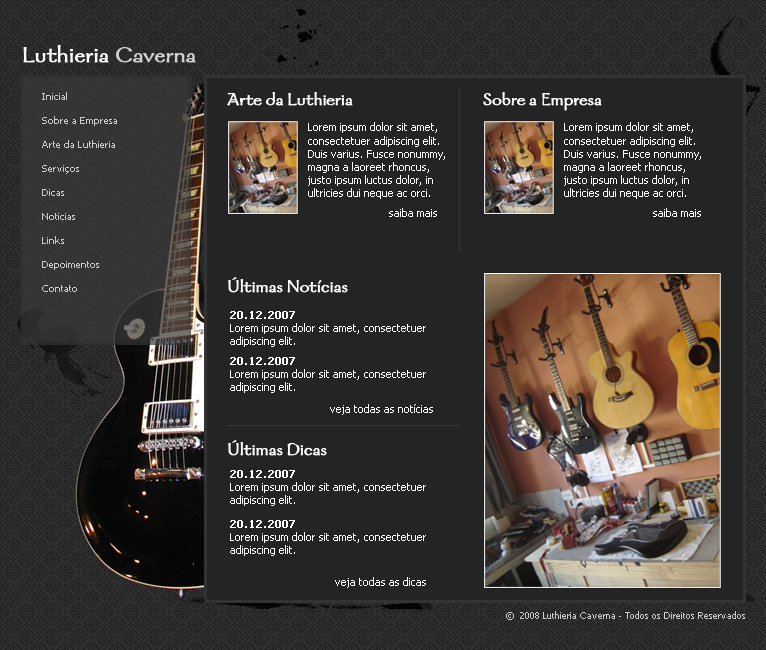 Luthieria Caverna
Inicial
Sobre a Empresa
Arte da Luthieria
Serviços
Dicas
Noticias
Links
Depoimentos
Contato
Arte da Luthieria
Lorem ipsum dolor sit amet,
consectetuer adipiscing elit.
Duis varius. Fusce nonummy,
magna a laoreet rhoncus,
justo ipsum luctus dolor, in
ultricies dui neque ac orci.
saiba mais
Sobre a Empresa
Lorem ipsum dolor sit amet,
consectetuer adipiscing elit.
Duis varius. Fusce nonummy,
magna a laoreet rhoncus,
justo ipsum luctus dolor, in
ultricies dui neque ac orci.
saiba mais
Últimas Notícias
20.12.2007
Lorem ipsum dolor sit amet, consectetuer
adipiscing elit.
20.12.2007
Lorem ipsum dolor sit amet, consectetuer
adipiscing elit.
veja todas as notícias
Últimas Dicas
20.12.2007
Lorem ipsum dolor sit amet, consectetuer
adipiscing elit.
20.12.2007
Lorem ipsum dolor sit amet, consectetuer
adipiscing elit.
veja todas as dicas
© 2008 Luthieria Caverna - Todos os Direitos Reservados